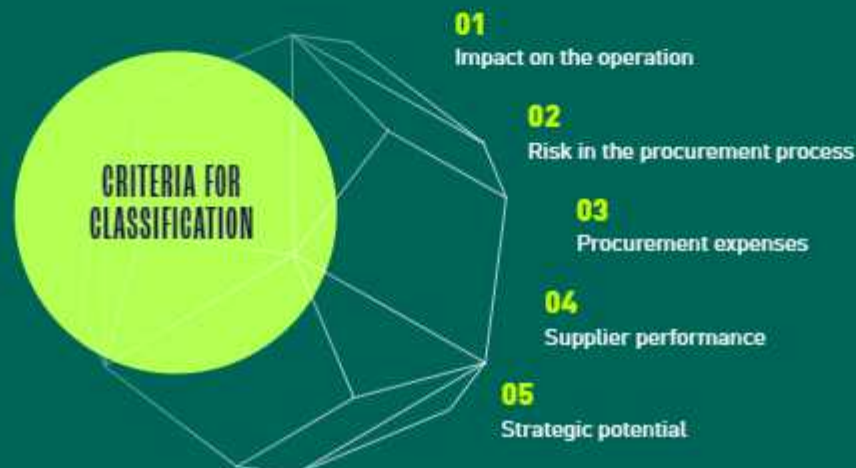 CRITERIA FOR
CLASSIFICATION
01
Impact on the operation
02
Risk in the procurement process
03
Procurement expenses
04
Supplier performance
05
Strategic potential